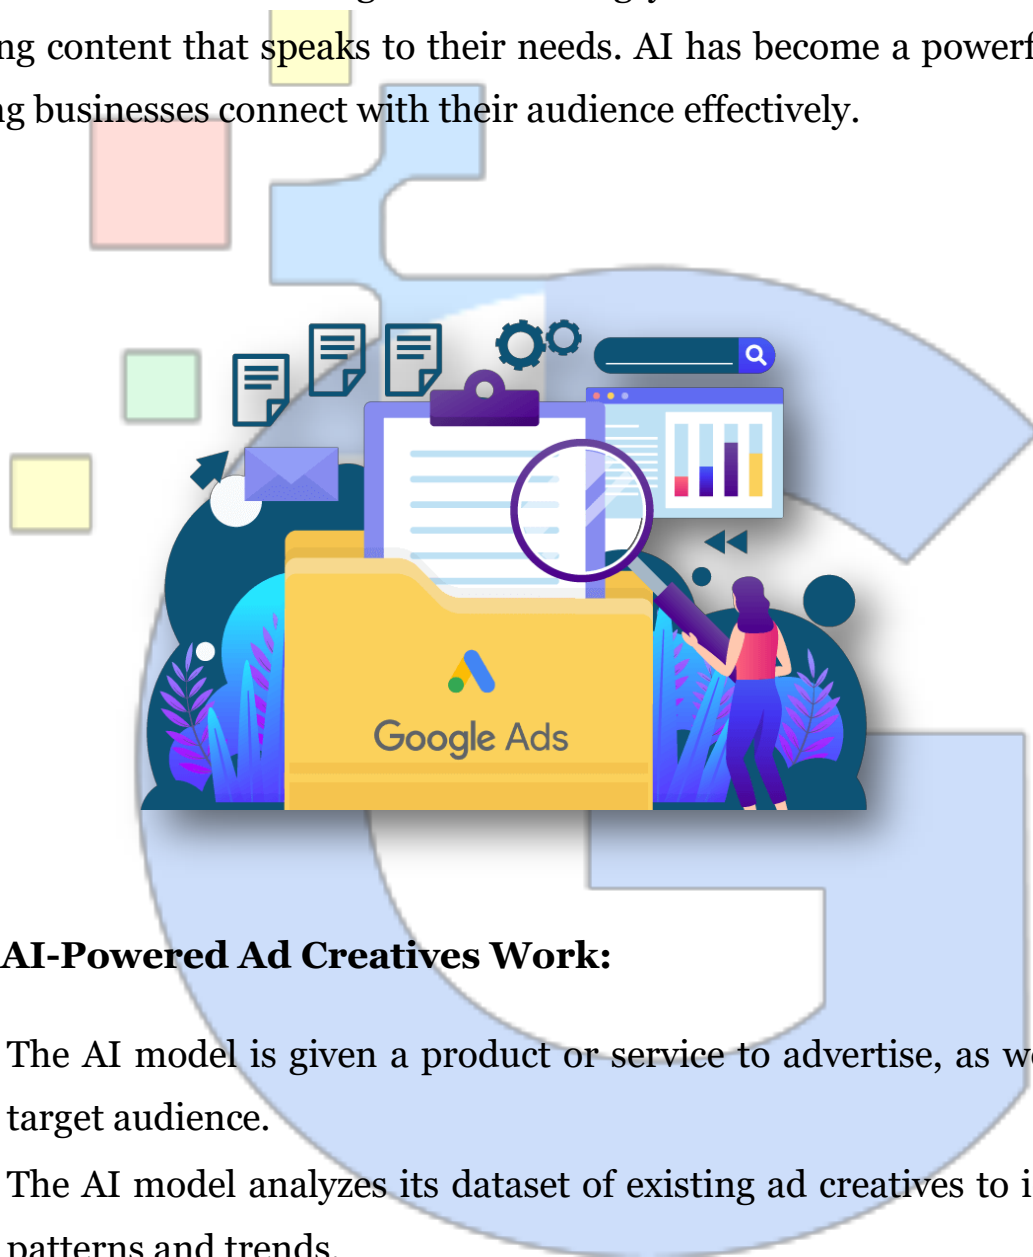 ng content that speaks to their needs. AI has become a powerf
ng businesses connect with their audience effectively.
Google Ads
AI-Powered Ad Creatives Work:
The AI model is given a product or service to advertise, as w
target audience.
The AI model analyzes its dataset of existing ad creatives to i
patterns and trends.